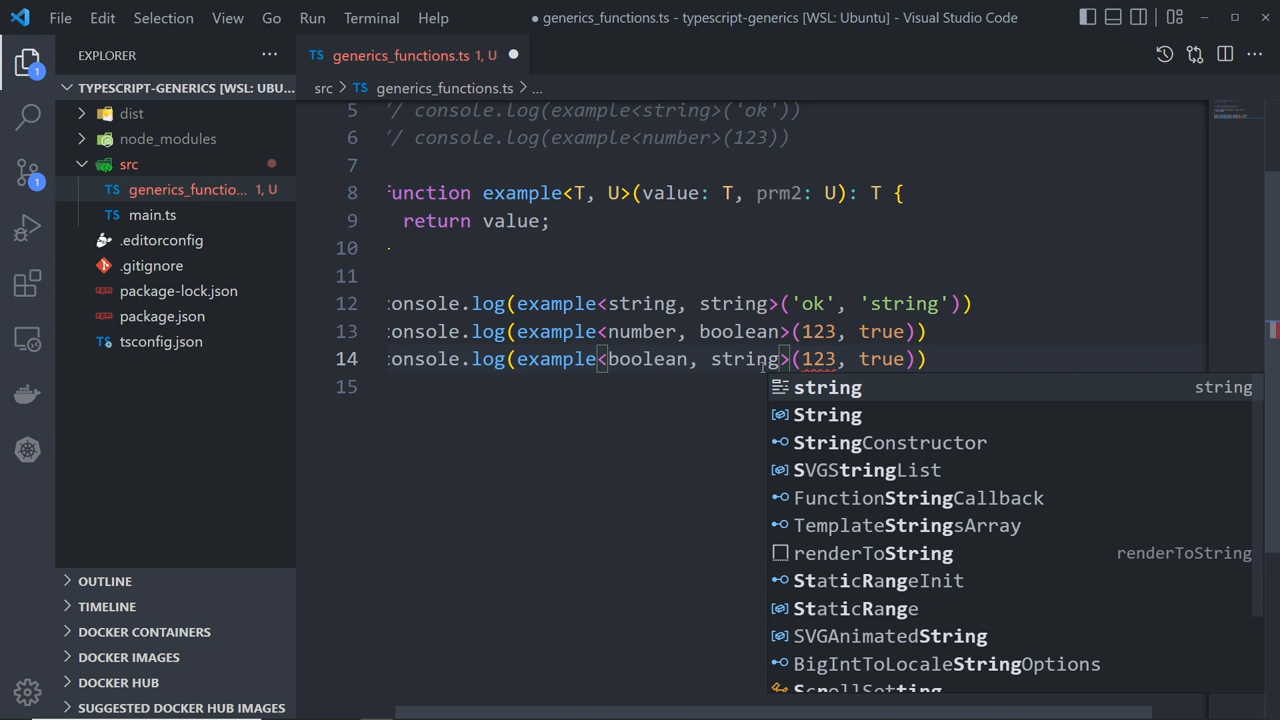 File Edit Selection View Go Run Terminal Help ● generics_functions.ts - typescript-generics [WSL: Ubuntu] - Visual Studio Code
EXPLORER
TS generics_functions.ts 1, U
TYPESCRIPT-GENERICS [WSL: UBU...
src > TS generics_functions.ts > ...
dist
node_modules
src
TS generics_functio... 1, U
TS main.ts
.editorconfig
.gitignore
package-lock.json
package.json
tsconfig.json
OUTLINE
TIMELINE
DOCKER CONTAINERS
DOCKER IMAGES
DOCKER HUB
SUGGESTED DOCKER HUB IMAGES
1
1
5 // console.log(example<string>('ok'))
6 // console.log(example<number>(123))
7
8 function example<T, U>(value: T, prm2: U): T {
9 return value;
10
11
12 console.log(example<string, string>('ok', 'string'))
13 console.log(example<number, boolean>(123, true))
14 console.log(example<boolean, string>(123, true))
15
string string
String
StringConstructor
SVGStringList
FunctionStringCallback
TemplateStringsArray
renderToString renderToString
StaticRangeInit
StaticRange
SVGAnimatedString
BigIntToLocaleStringOptions
ScrollSetting